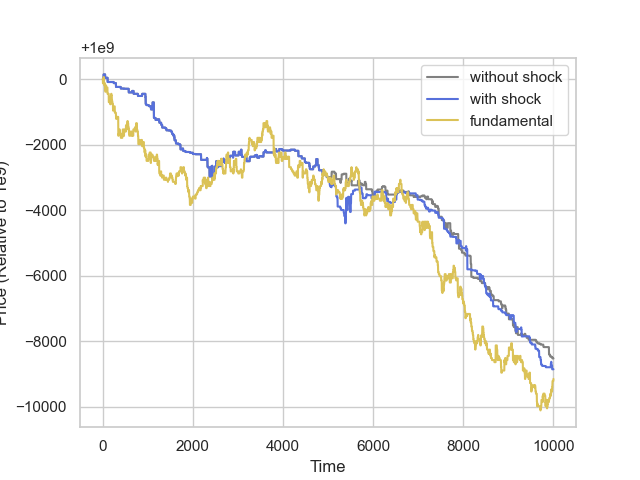 +1e9
without shock
with shock
fundamental
0
−2000
−4000
−6000
−8000
−10000
Price (Relative to 1e9)
0
2000
4000
6000
8000
10000
Time